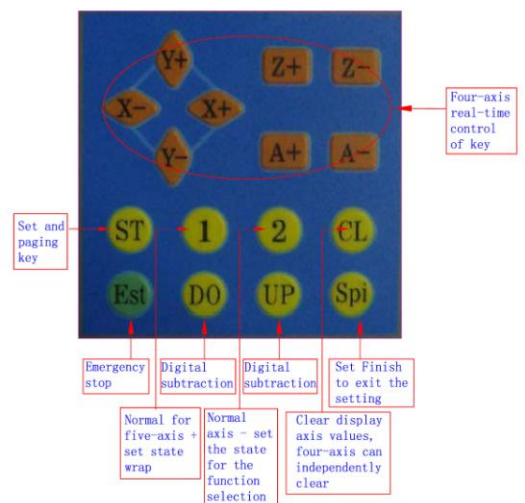 Y+
Z+ Z-
X- X+
Four-axis
real-time
control
of key
Y-
A+ A-
Set and
paging
key
ST 1 2 CL
Est DO UP Spi
Emergency
stop
Digital
subtraction
Digital
subtraction
Set Finish
to exit the
setting
Normal for
five-axis +
set state
wrap
Normal
axis - set
the state
for the
function
selection
Clear display
axis values,
four-axis can
independently
clear